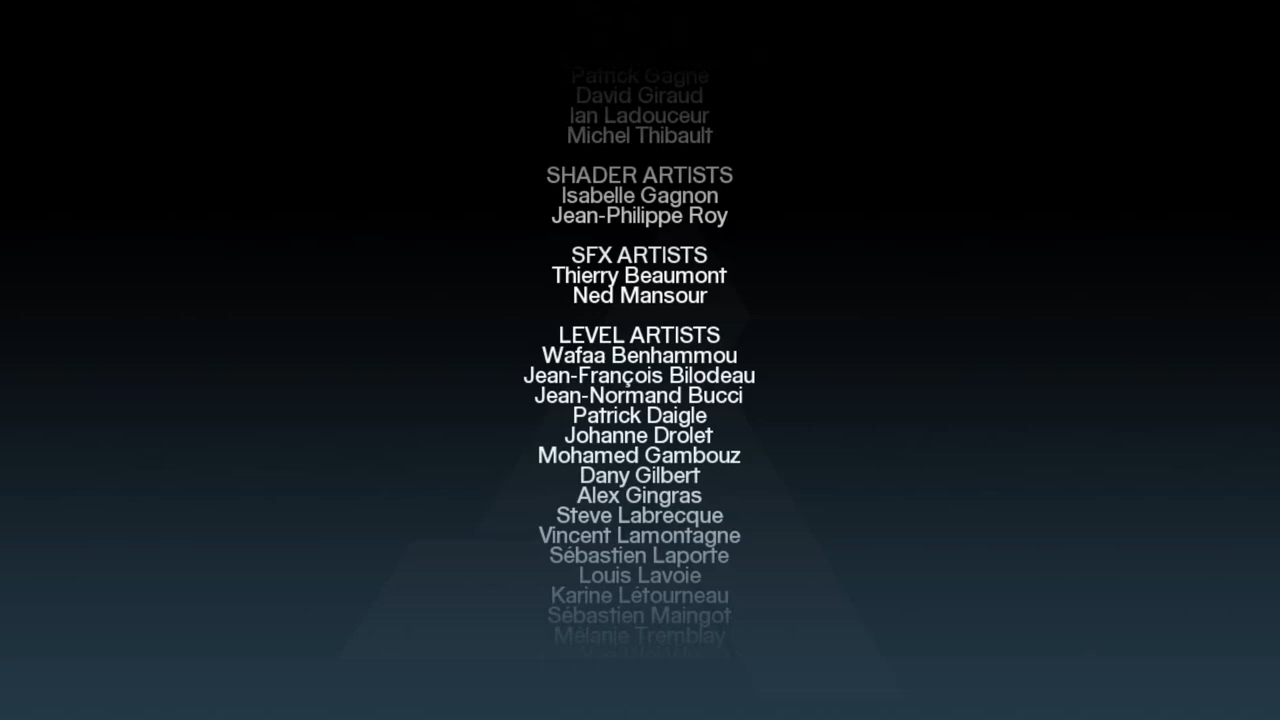 Patrick Gagné
David Giraud
Ian Ladouceur
Michel Thibault
SHADER ARTISTS
Isabelle Gagnon
Jean-Philippe Roy
SFX ARTISTS
Thierry Beaumont
Ned Mansour
LEVEL ARTISTS
Wafaa Benhammou
Jean-François Bilodeau
Jean-Normand Bucci
Patrick Daigle
Johanne Drolet
Mohamed Gambouz
Dany Gilbert
Alex Gingras
Steve Labrecque
Vincent Lamontagne
Sébastien Laporte
Louis Lavoie
Karine Létourneau
Sébastien Maingot
Mélanie Tremblay